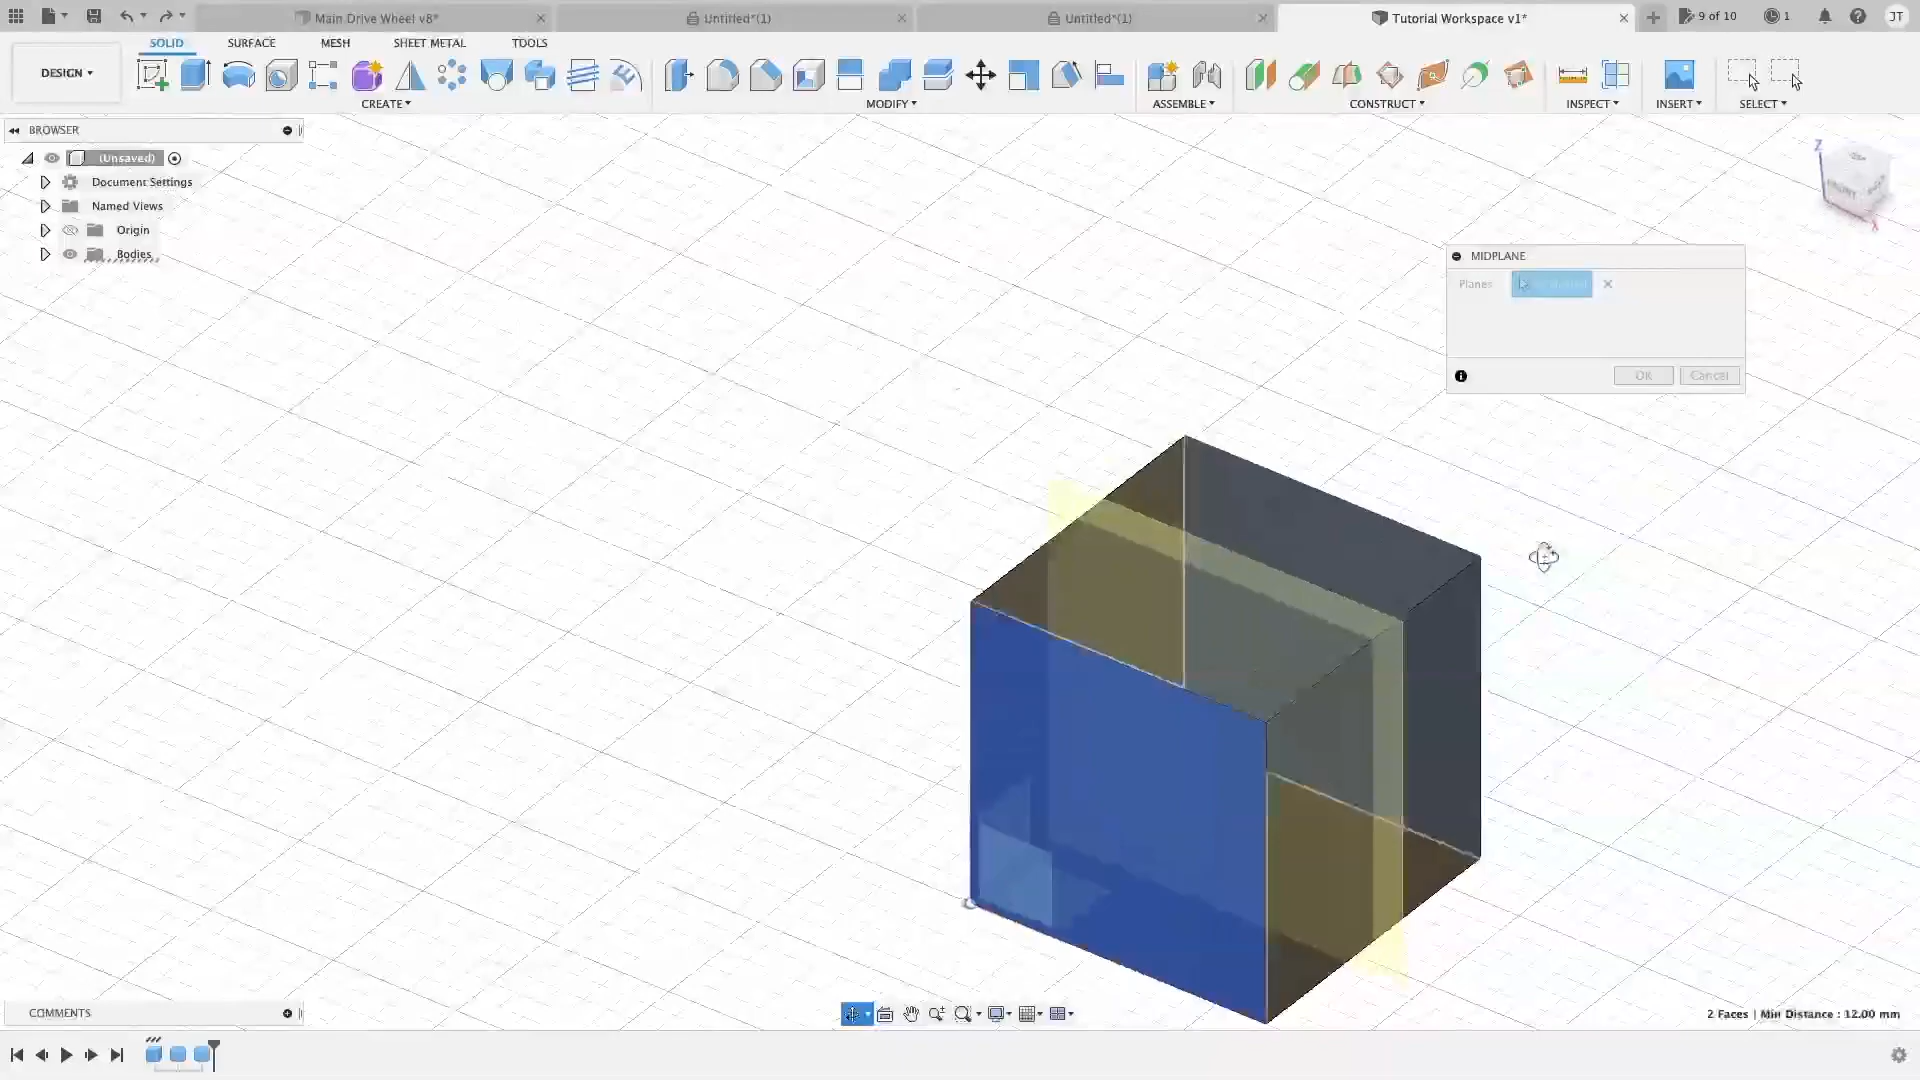 Main Drive Wheel v8*
Untitled*(1)
Untitled*(1)
Tutorial Workspace v1*
9 of 10
1
JT
DESIGN
SOLID
SURFACE
MESH
SHEET METAL
TOOLS
CREATE
MODIFY
ASSEMBLE
CONSTRUCT
INSPECT
INSERT
SELECT
BROWSER
(Unsaved)
Document Settings
Named Views
Origin
Bodies
Z
FRONT
X
MIDPLANE
Planes
OK
Cancel
COMMENTS
2 Faces | Min Distance : 12.00 mm